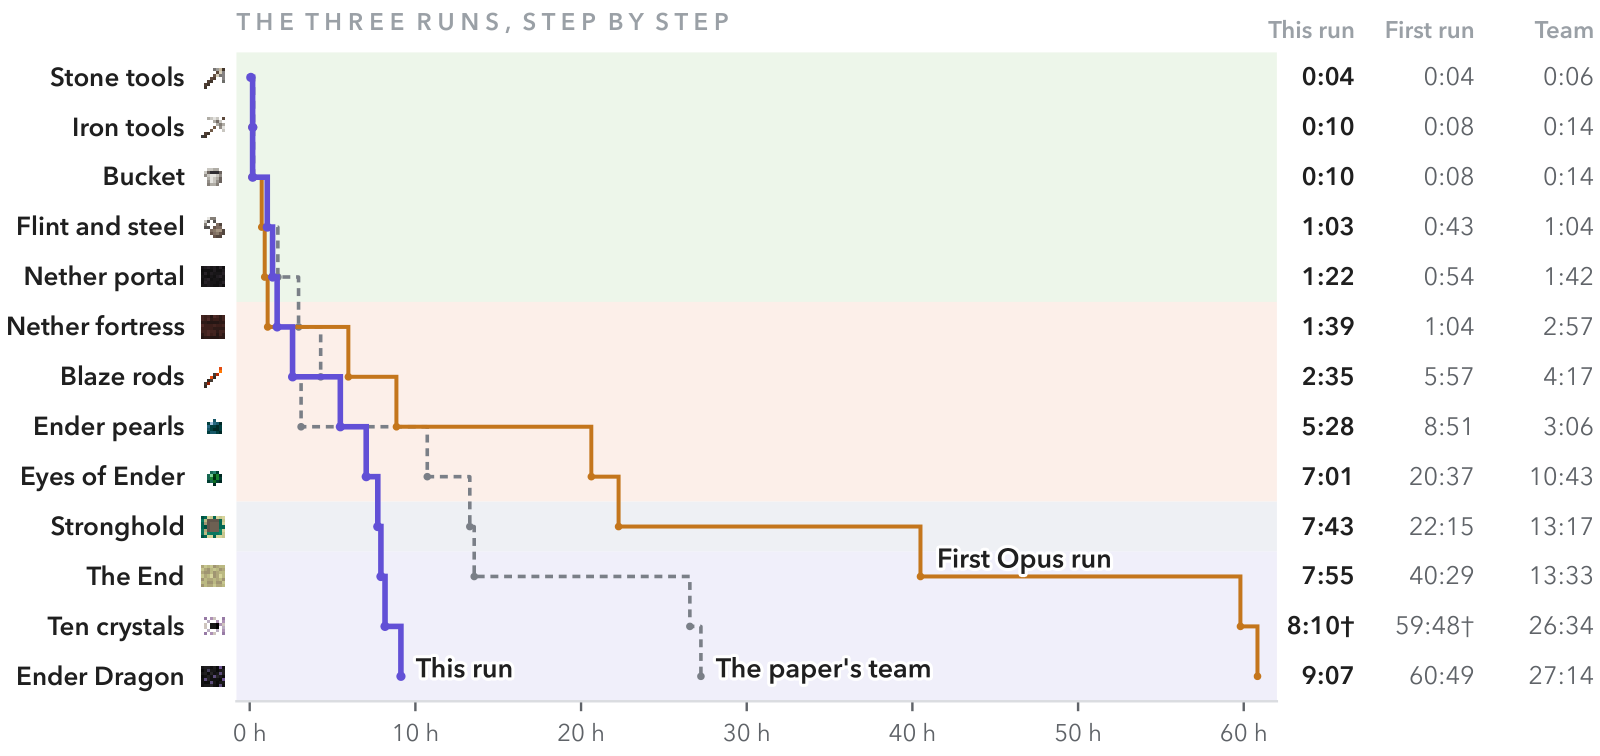 THE THREE RUNS, STEP BY STEP
This run First run Team
Stone tools 0:04 0:04 0:06
Iron tools 0:10 0:08 0:14
Bucket 0:10 0:08 0:14
Flint and steel 1:03 0:43 1:04
Nether portal 1:22 0:54 1:42
Nether fortress 1:39 1:04 2:57
Blaze rods 2:35 5:57 4:17
Ender pearls 5:28 8:51 3:06
Eyes of Ender 7:01 20:37 10:43
Stronghold 7:43 22:15 13:17
First Opus run
The End 7:55 40:29 13:33
Ten crystals 8:10† 59:48† 26:34
This run The paper's team
Ender Dragon 9:07 60:49 27:14
0 h 10 h 20 h 30 h 40 h 50 h 60 h